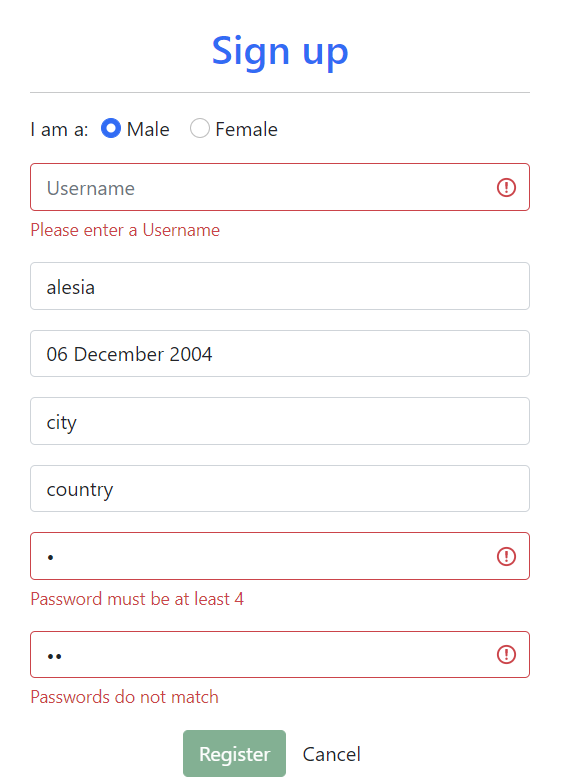 Sign up
I am a: Male Female
Username
Please enter a Username
alesia
06 December 2004
city
country
•
Password must be at least 4
••
Passwords do not match
Register Cancel